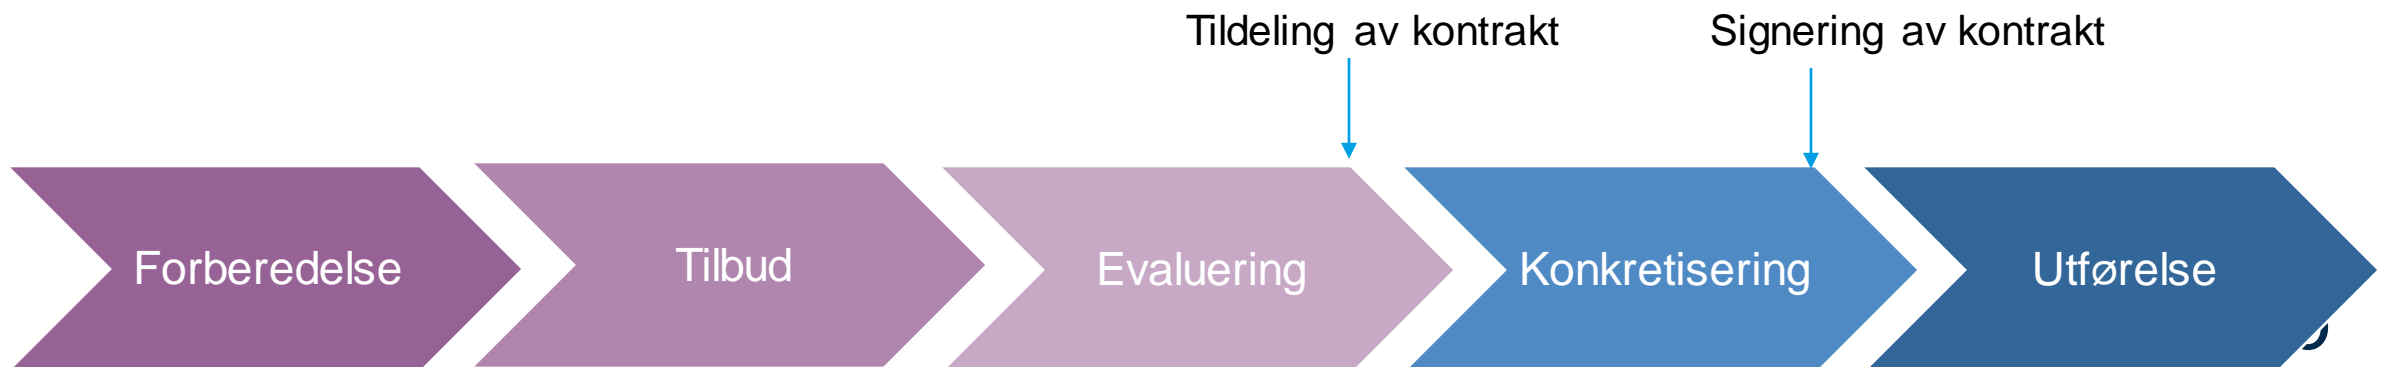 Tildeling av kontrakt
Signering av kontrakt
Forberedelse
Tilbud
Evaluering
Konkretisering
Utførelse